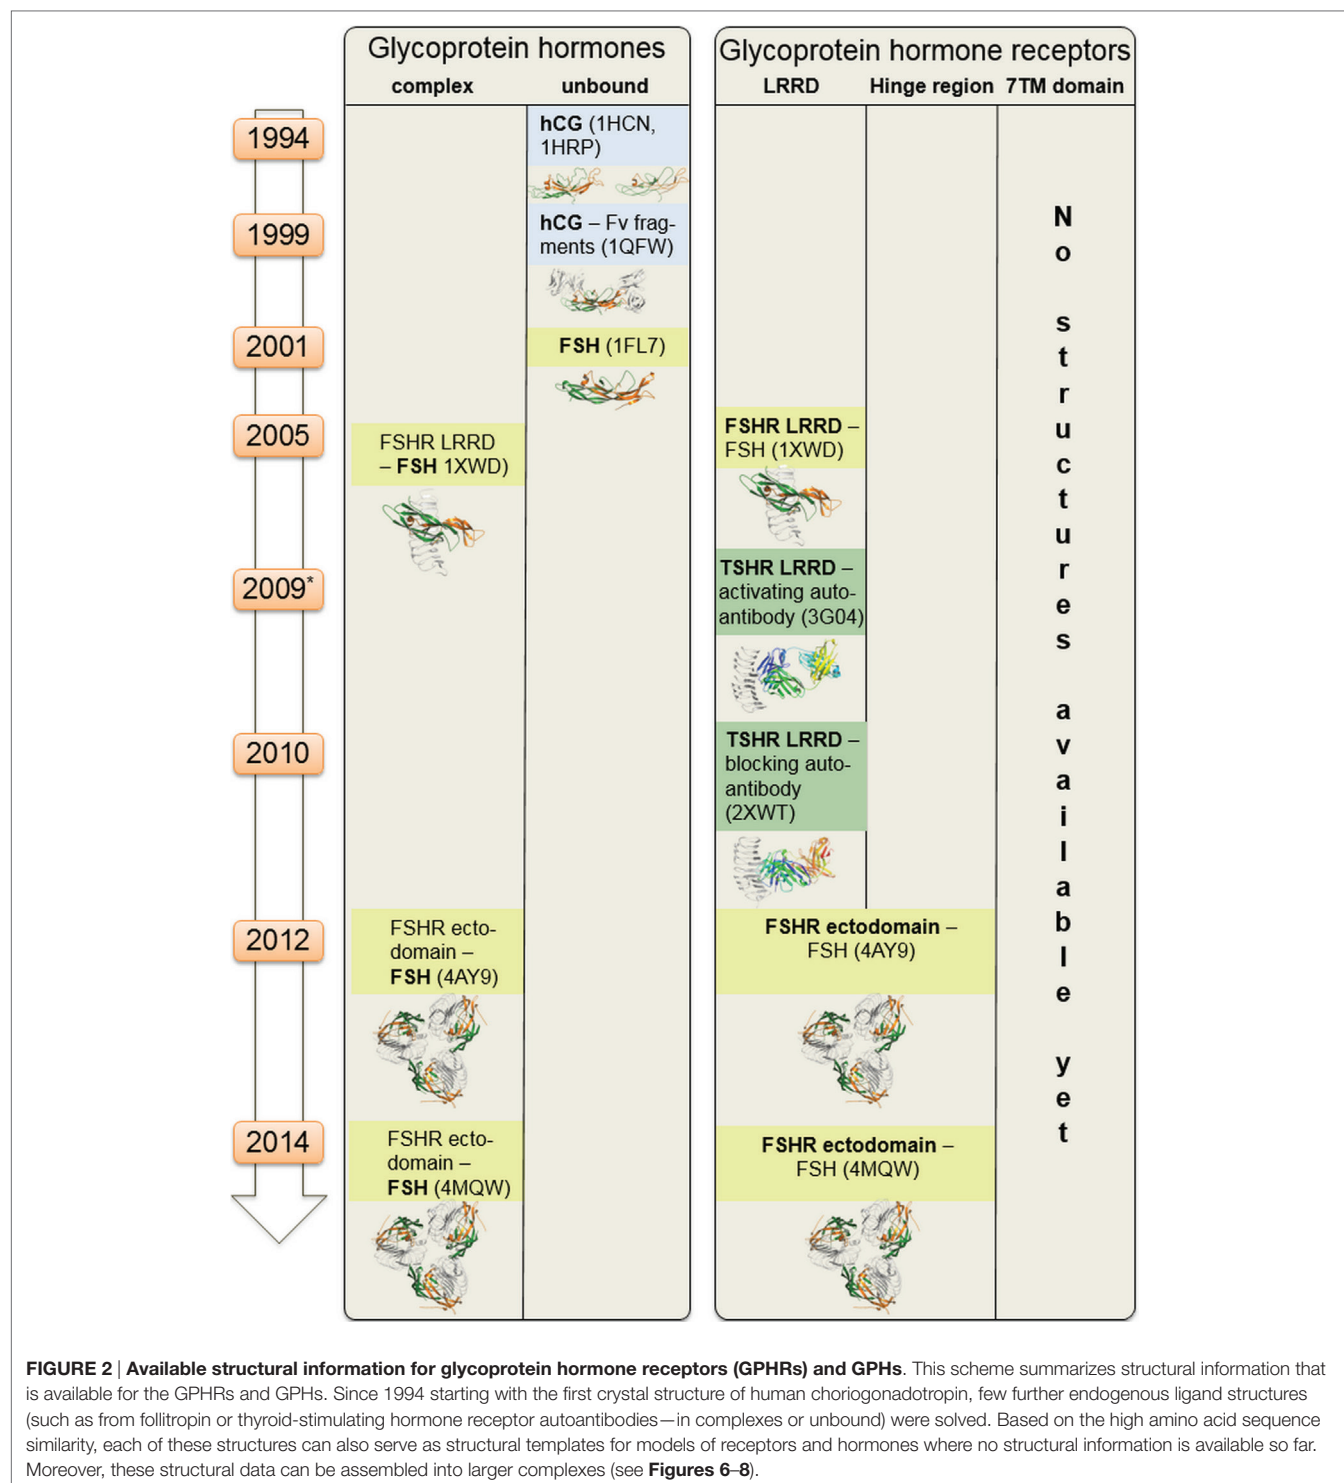 Glycoprotein hormones
complex unbound
Glycoprotein hormone receptors
LRRD Hinge region 7TM domain
1994
hCG (1HCN,
1HRP)
1999
hCG – Fv frag-
ments (1QFW)
2001
FSH (1FL7)
2005
FSHR LRRD
– FSH 1XWD)
FSHR LRRD –
FSH (1XWD)
2009*
TSHR LRRD –
activating auto-
antibody (3G04)
2010
TSHR LRRD –
blocking auto-
antibody
(2XWT)
2012
FSHR ecto-
domain –
FSH (4AY9)
FSHR ectodomain –
FSH (4AY9)
2014
FSHR ecto-
domain –
FSH (4MQW)
FSHR ectodomain –
FSH (4MQW)
No structures available yet
FIGURE 2 | Available structural information for glycoprotein hormone receptors (GPHRs) and GPHs. This scheme summarizes structural information that
is available for the GPHRs and GPHs. Since 1994 starting with the first crystal structure of human choriogonadotropin, few further endogenous ligand structures
(such as from follitropin or thyroid-stimulating hormone receptor autoantibodies—in complexes or unbound) were solved. Based on the high amino acid sequence
similarity, each of these structures can also serve as structural templates for models of receptors and hormones where no structural information is available so far.
Moreover, these structural data can be assembled into larger complexes (see Figures 6–8).